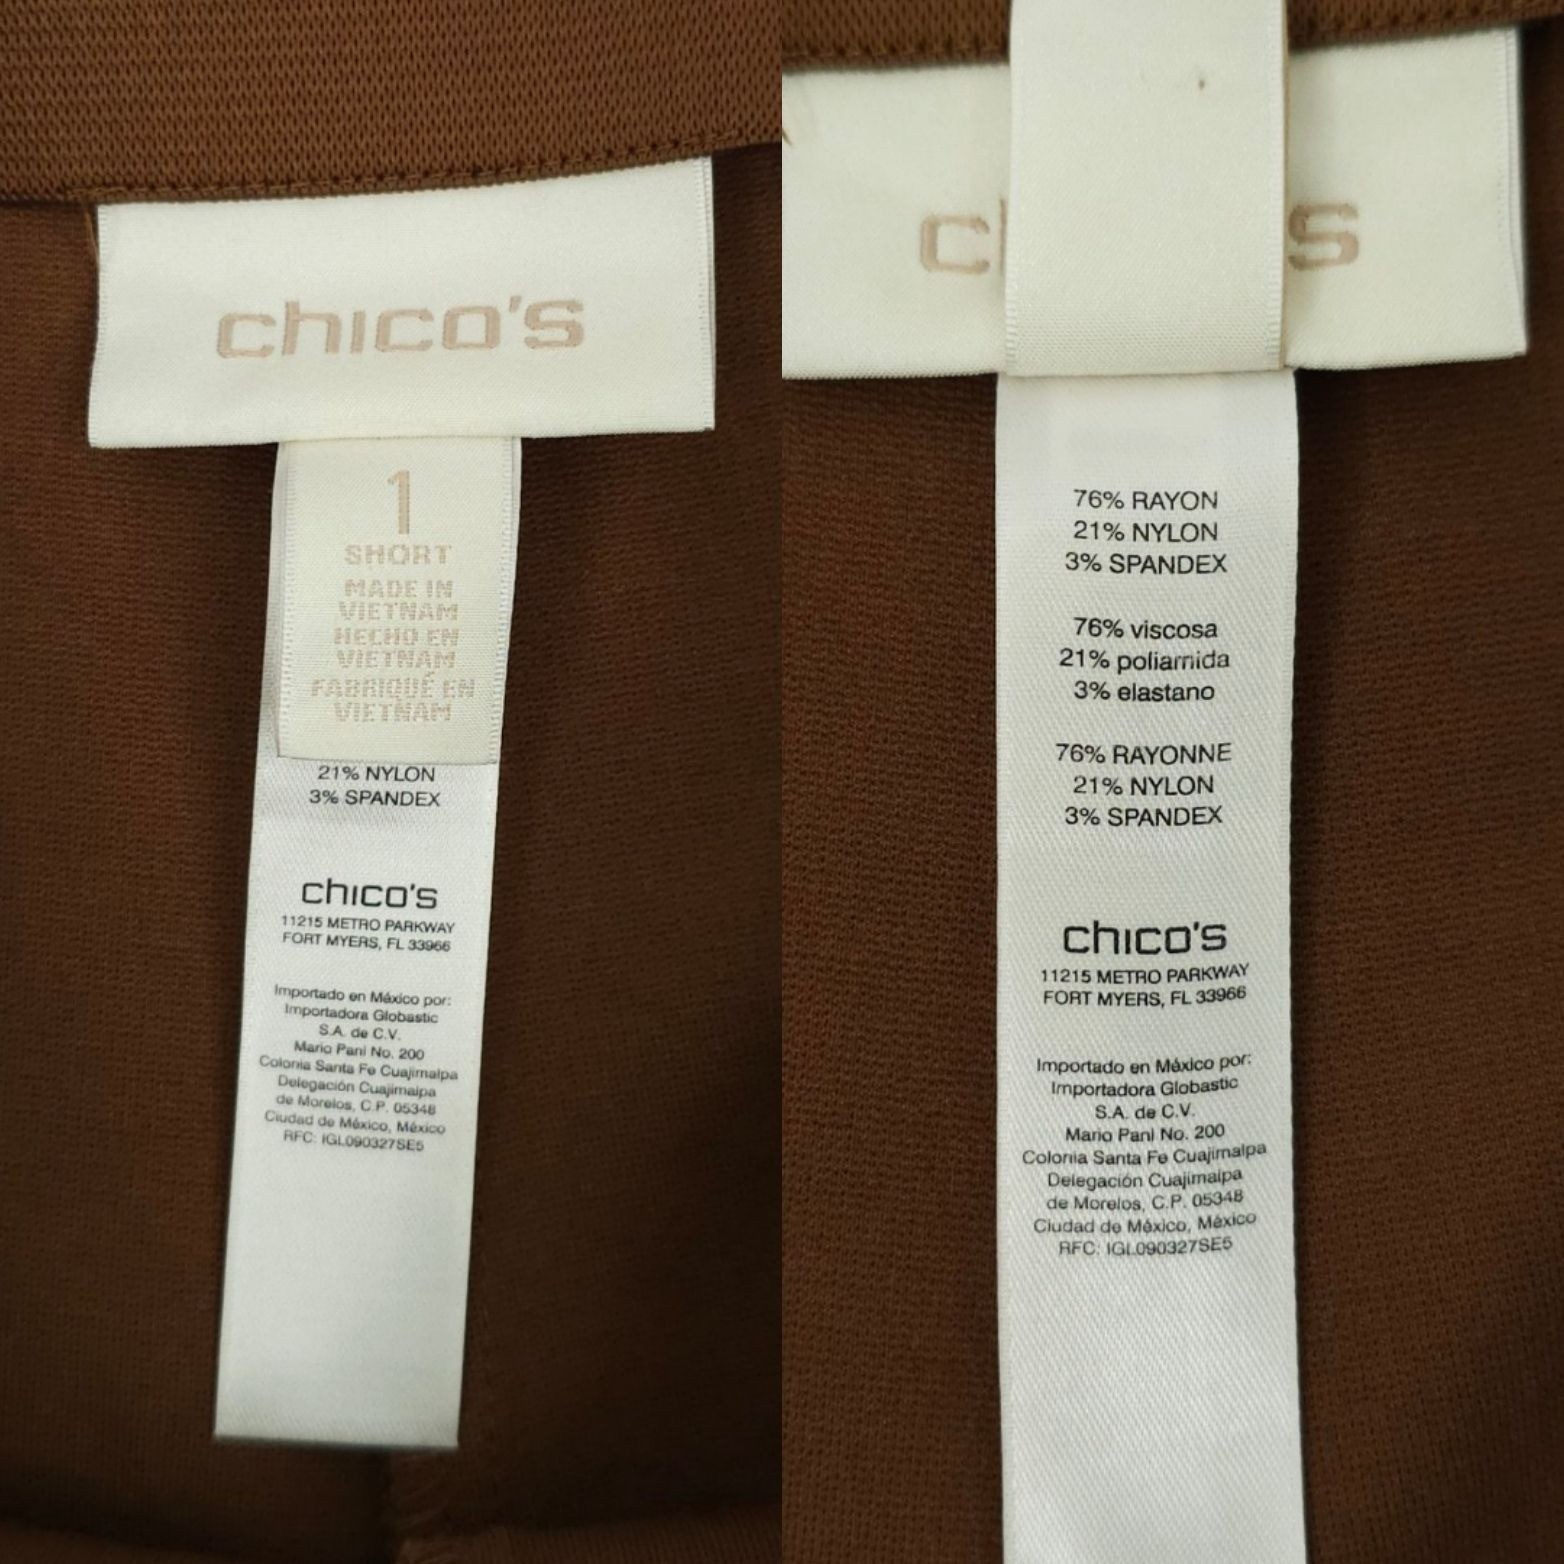 chico's
1
SHORT
MADE IN
VIETNAM
HECHO EN
VIETNAM
FABRIQUÉ EN
VIETNAM
21% NYLON
3% SPANDEX
chico's
11215 METRO PARKWAY
FORT MYERS, FL 33966
Importado en México por:
Importadora Globastic
S.A. de C.V.
Mario Pani No. 200
Colonia Santa Fe Cuajimalpa
Delegación Cuajimalpa
de Morelos, C.P. 05348
Ciudad de México, México
RFC: IGL090327SE5
c s
76% RAYON
21% NYLON
3% SPANDEX
76% viscosa
21% poliamida
3% elastano
76% RAYONNE
21% NYLON
3% SPANDEX
chico's
11215 METRO PARKWAY
FORT MYERS, FL 33966
Importado en México por:
Importadora Globastic
S.A. de C.V.
Mario Pani No. 200
Colonia Santa Fe Cuajimalpa
Delegación Cuajimalpa
de Morelos, C.P. 05348
Ciudad de México, México
RFC: IGL090327SE5